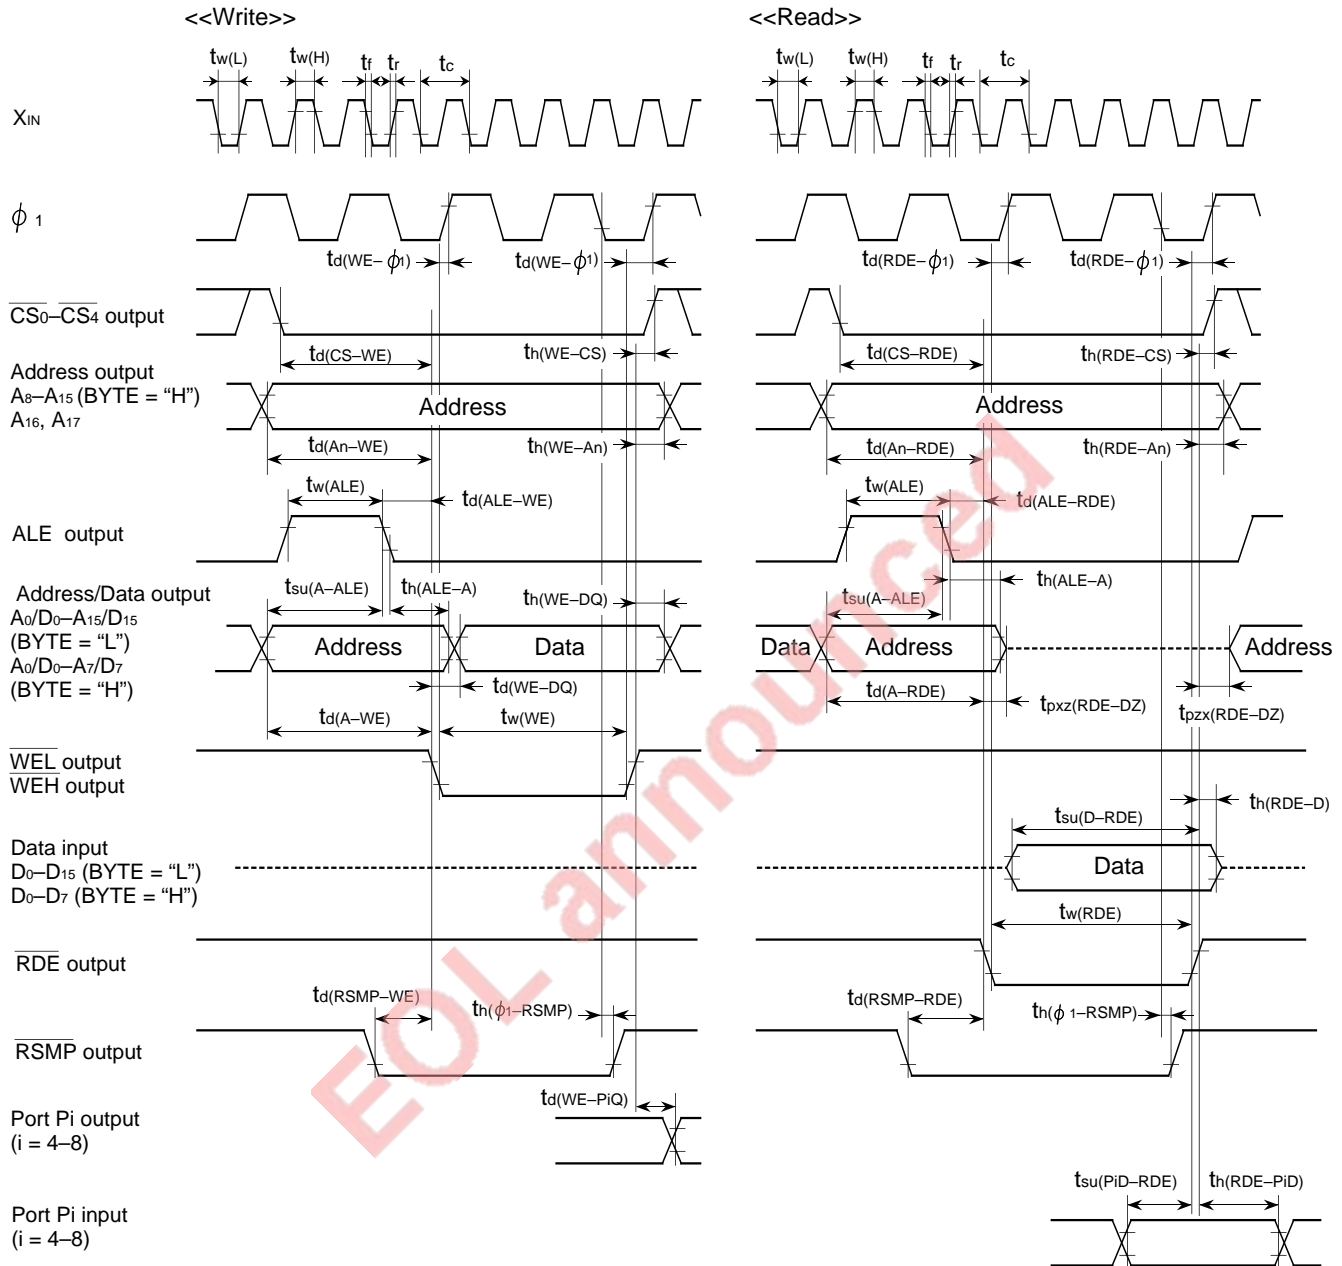 <<Write>> <<Read>>
tw(L) tw(H) tf tr tc tw(L) tw(H) tf tr tc
XIN
ϕ 1
td(WE–ϕ1) td(WE–ϕ1) td(RDE–ϕ1) td(RDE–ϕ1)
CS0–CS4 output
td(CS–WE) th(WE–CS) td(CS–RDE) th(RDE–CS)
Address output
A8–A15 (BYTE = “H”)
A16, A17
Address Address
td(An–WE) th(WE–An) td(An–RDE) th(RDE–An)
tw(ALE) td(ALE–WE) tw(ALE) td(ALE–RDE)
ALE output
tsu(A–ALE) th(ALE–A) th(WE–DQ) tsu(A–ALE) th(ALE–A)
Address/Data output
A0/D0–A15/D15
(BYTE = “L”)
A0/D0–A7/D7
(BYTE = “H”)
Address Data Data Address Address
td(WE–DQ)
td(A–WE) tw(WE) td(A–RDE) tpxz(RDE–DZ) tpzx(RDE–DZ)
WEL output
WEH output
tsu(D–RDE) th(RDE–D)
Data input
D0–D15 (BYTE = “L”)
D0–D7 (BYTE = “H”)
Data
tw(RDE)
RDE output
td(RSMP–WE) th(ϕ1–RSMP) td(RSMP–RDE) th(ϕ 1–RSMP)
RSMP output
td(WE–PiQ)
Port Pi output
(i = 4–8)
tsu(PiD–RDE) th(RDE–PiD)
Port Pi input
(i = 4–8)
EOL announced